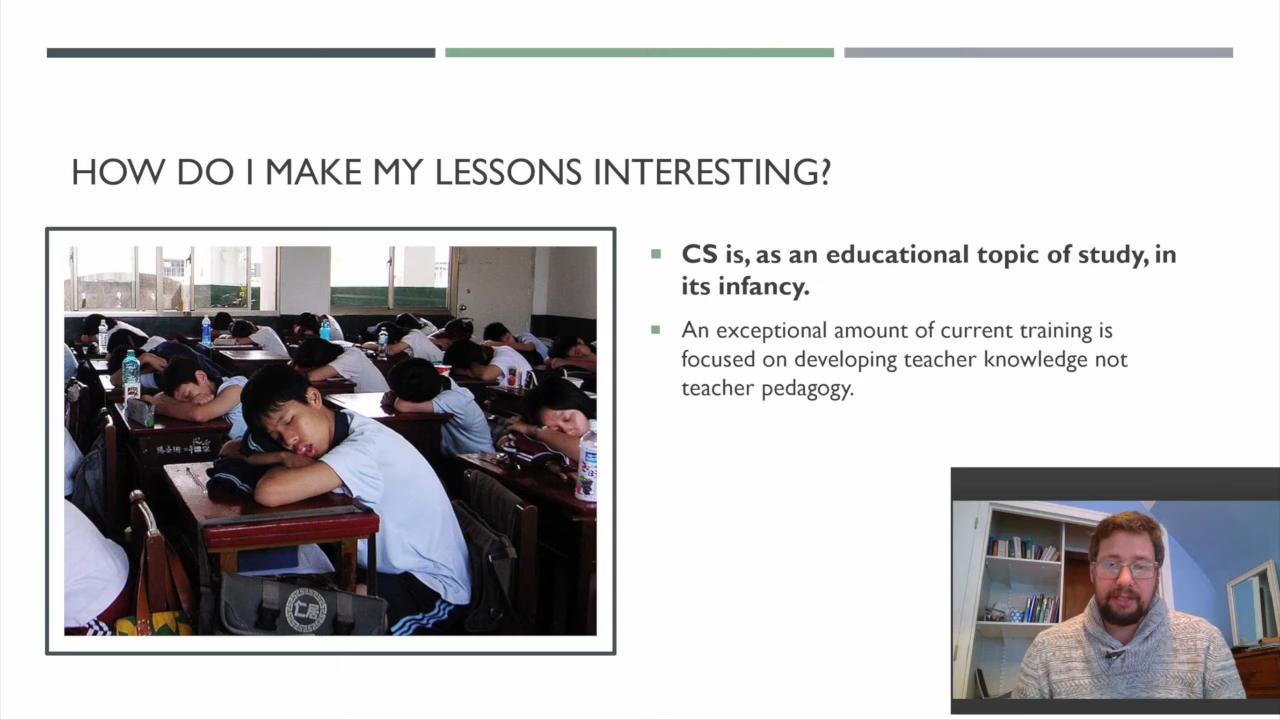 HOW DO I MAKE MY LESSONS INTERESTING?
CS is, as an educational topic of study, in
its infancy.
An exceptional amount of current training is
focused on developing teacher knowledge not
teacher pedagogy.